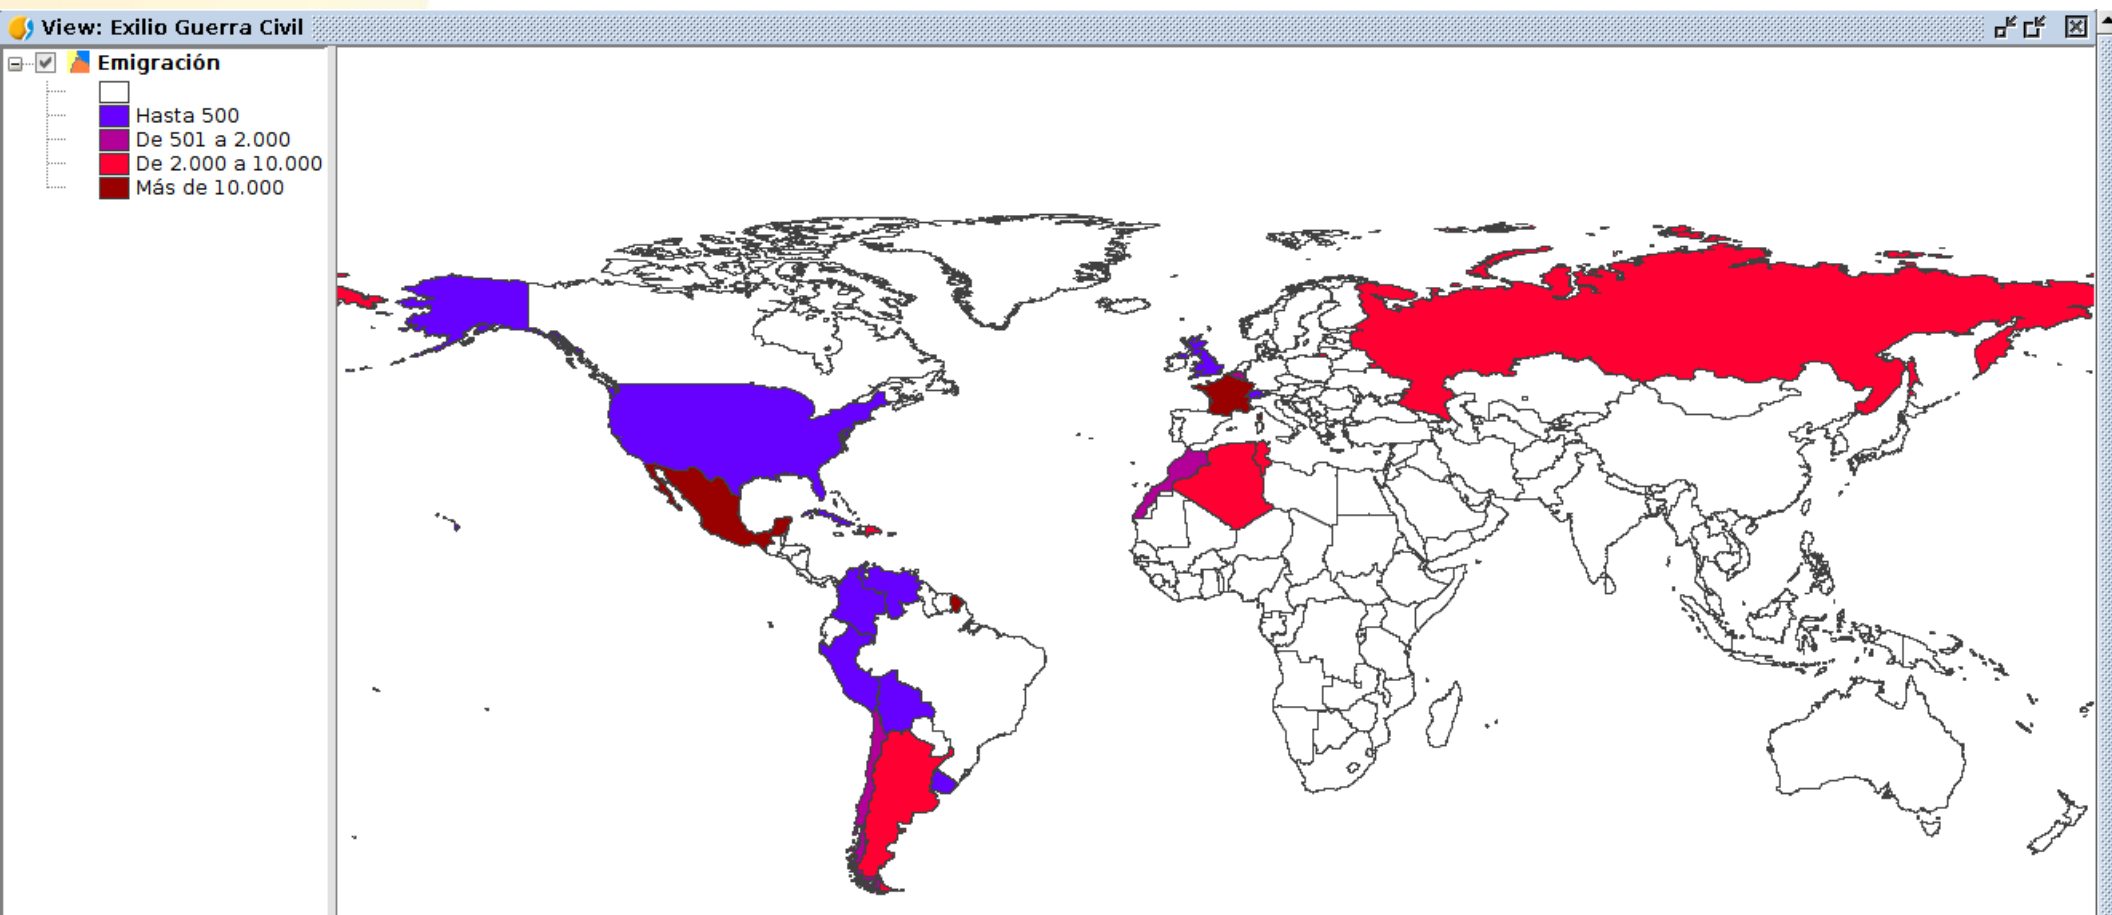 View: Exilio Guerra Civil
Emigración
Hasta 500
De 501 a 2.000
De 2.000 a 10.000
Más de 10.000